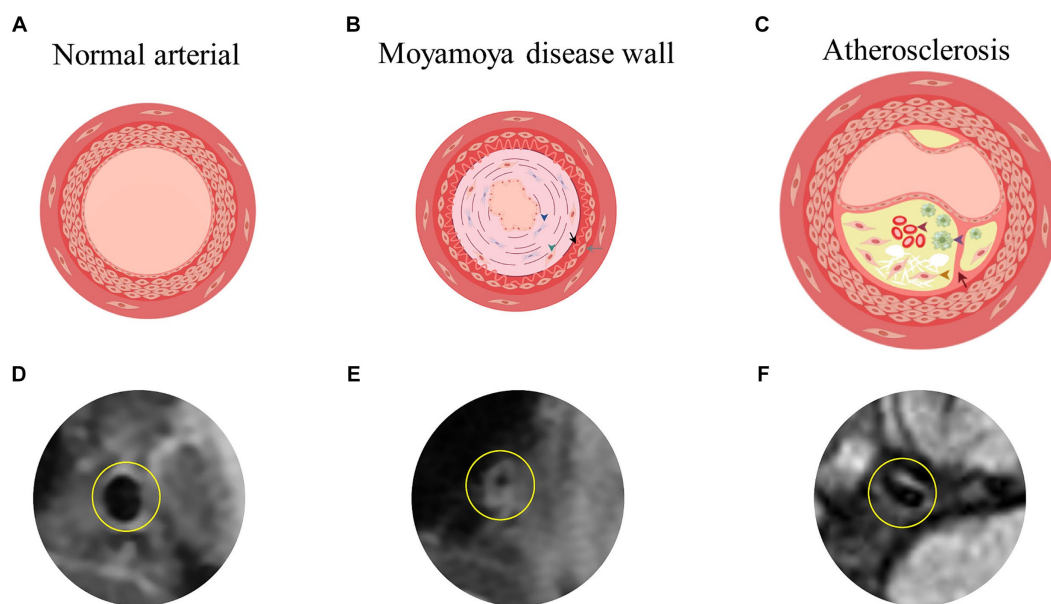 A
Normal arterial
B
Moyamoya disease wall
C
Atherosclerosis
D
E
F